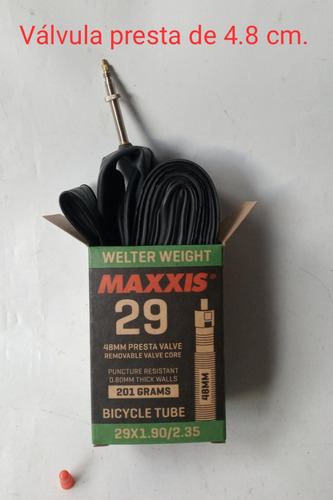 Válvula presta de 4.8 cm.
WELTER WEIGHT
MAXXIS®
29
48MM PRESTA VALVE
REMOVABLE VALVE CORE
PUNCTURE RESISTANT
0.80MM THICK WALLS
201 GRAMS
48MM
BICYCLE TUBE
29X1.90/2.35